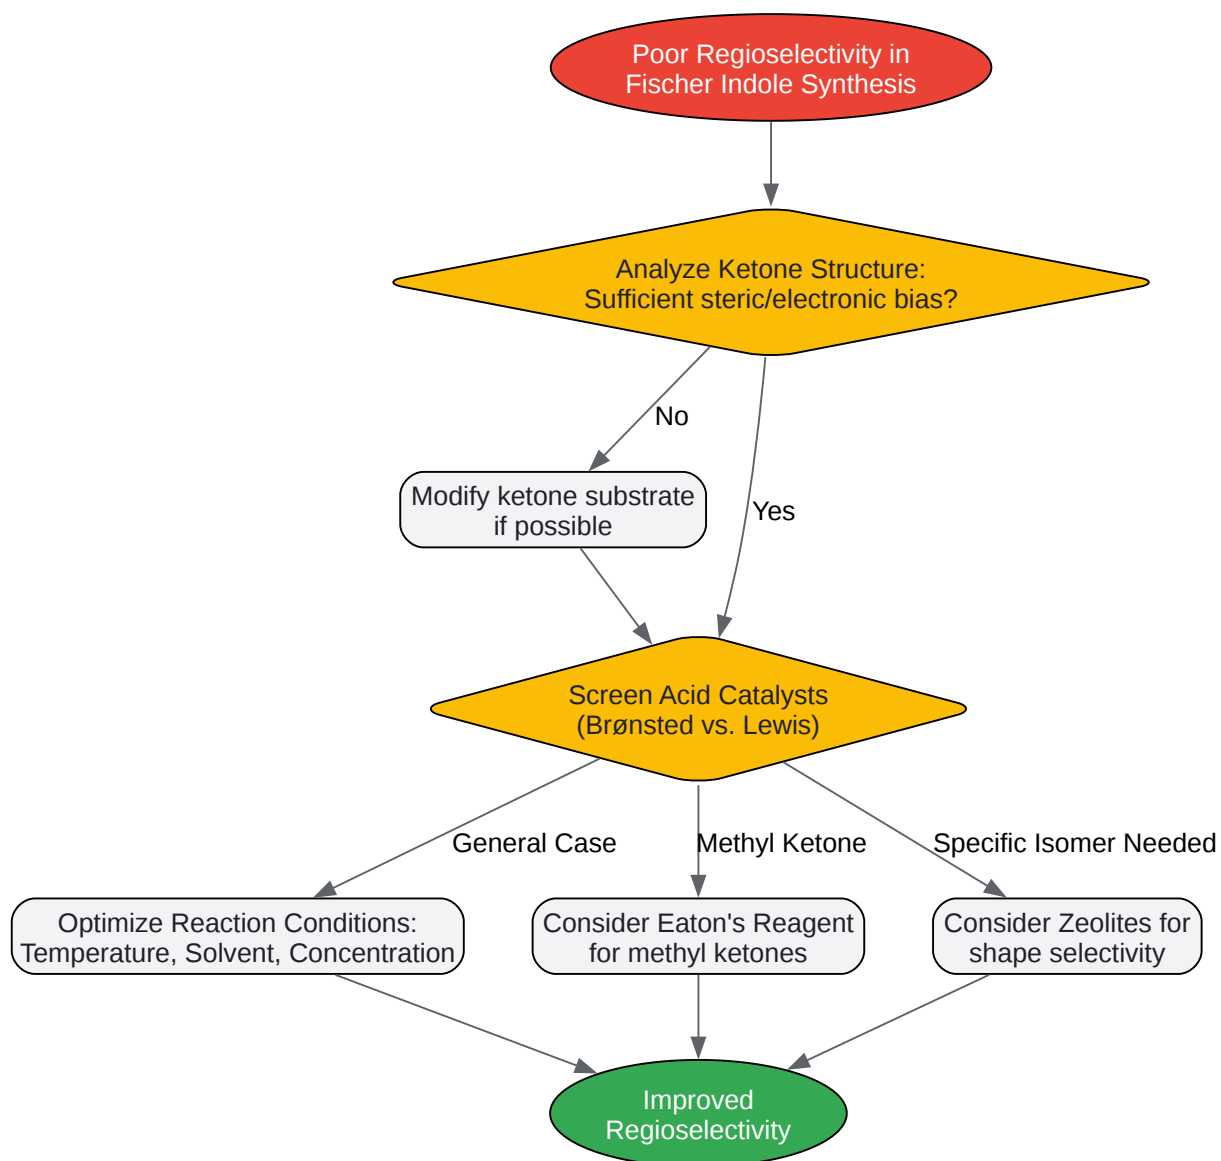 Poor Regioselectivity in
Fischer Indole Synthesis
Analyze Ketone Structure:
Sufficient steric/electronic bias?
No
Modify ketone substrate
if possible
Yes
Screen Acid Catalysts
(Brønsted vs. Lewis)
General Case
Methyl Ketone
Specific Isomer Needed
Optimize Reaction Conditions:
Temperature, Solvent, Concentration
Consider Eaton's Reagent
for methyl ketones
Consider Zeolites for
shape selectivity
Improved
Regioselectivity